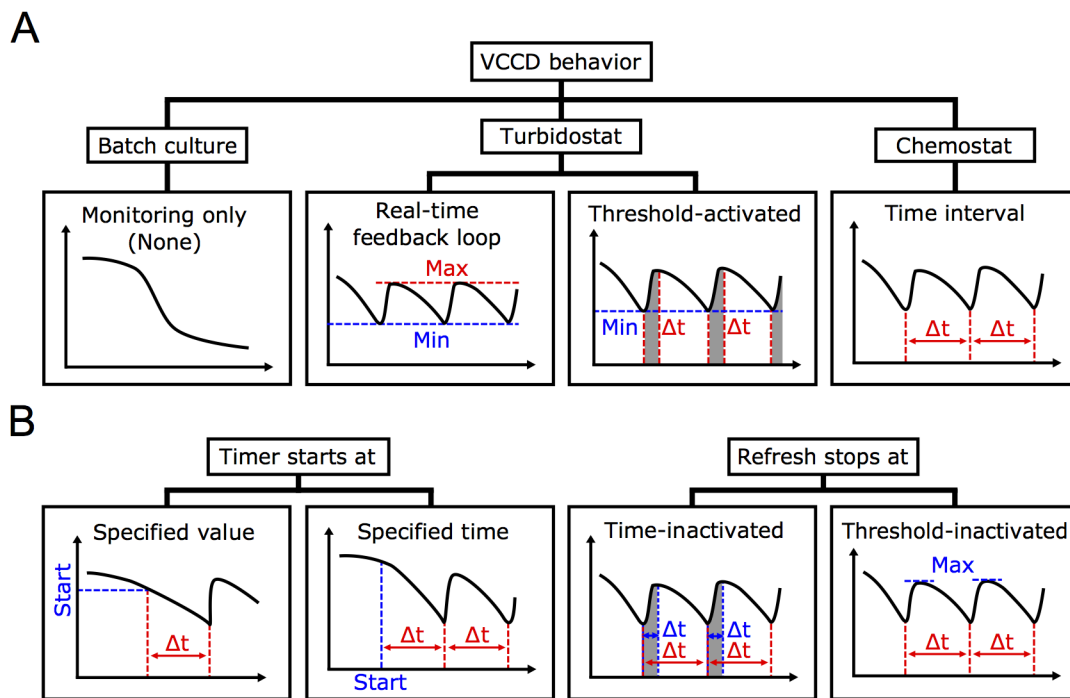 A
VCCD behavior
Batch culture
Turbidostat
Chemostat
Monitoring only
(None)
Real-time
feedback loop
Max
Min
Threshold-activated
Min
Δt
Δt
Time interval
Δt
Δt
B
Timer starts at
Refresh stops at
Specified value
Start
Δt
Specified time
Δt
Δt
Start
Time-inactivated
Δt
Δt
Δt
Δt
Threshold-inactivated
Max
Δt
Δt